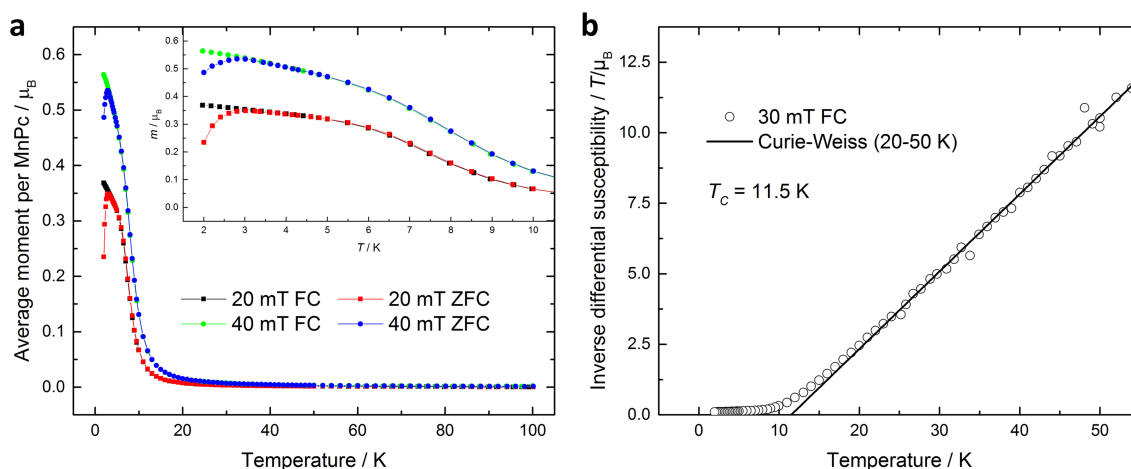 a
Average moment per MnPc / μB
0.6
0.5
0.4
0.3
0.2
0.1
0.0
0 20 40 60 80 100
Temperature / K
m / μB
0.6
0.5
0.4
0.3
0.2
0.1
0.0
2 3 4 5 6 7 8 9 10
T / K
20 mT FC 20 mT ZFC
40 mT FC 40 mT ZFC
b
Inverse differential susceptibility / T/μB
12.5
10.0
7.5
5.0
2.5
0.0
0 10 20 30 40 50
Temperature / K
30 mT FC
Curie-Weiss (20-50 K)
TC = 11.5 K